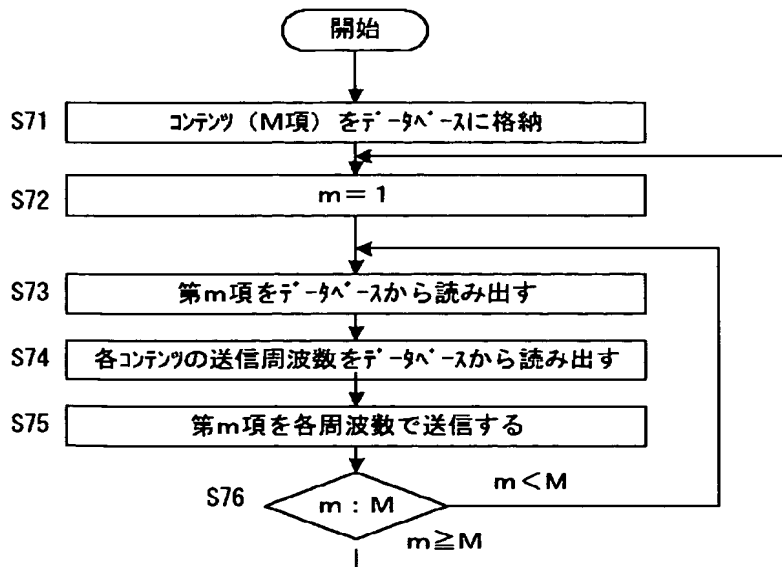 開始
S71 コンテンツ（M項）をデータベースに格納
S72 m＝1
S73 第m項をデータベースから読み出す
S74 各コンテンツの送信周波数をデータベースから読み出す
S75 第m項を各周波数で送信する
S76 m：M
m＜M
m≧M